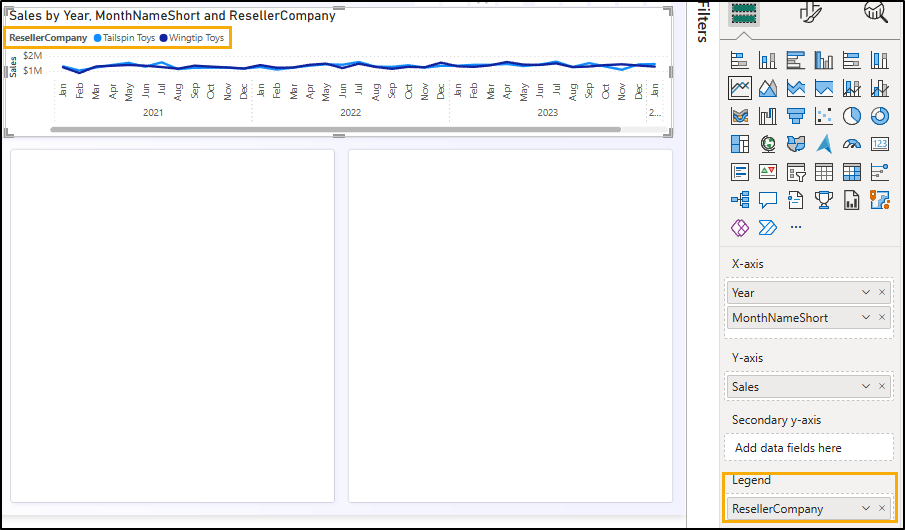 Sales by Year, MonthNameShort and ResellerCompany
ResellerCompany Tailspin Toys Wingtip Toys
Sales
$2M
$1M
Jan Feb Mar Apr May Jun Jul Aug Sep Oct Nov Dec Jan Feb Mar Apr May Jun Jul Aug Sep Oct Nov Dec Jan Feb Mar Apr May Jun Jul Aug Sep Oct Nov Dec Jan
2021 2022 2023 2...
Filters
123
X-axis
Year
MonthNameShort
Y-axis
Sales
Secondary y-axis
Add data fields here
Legend
ResellerCompany